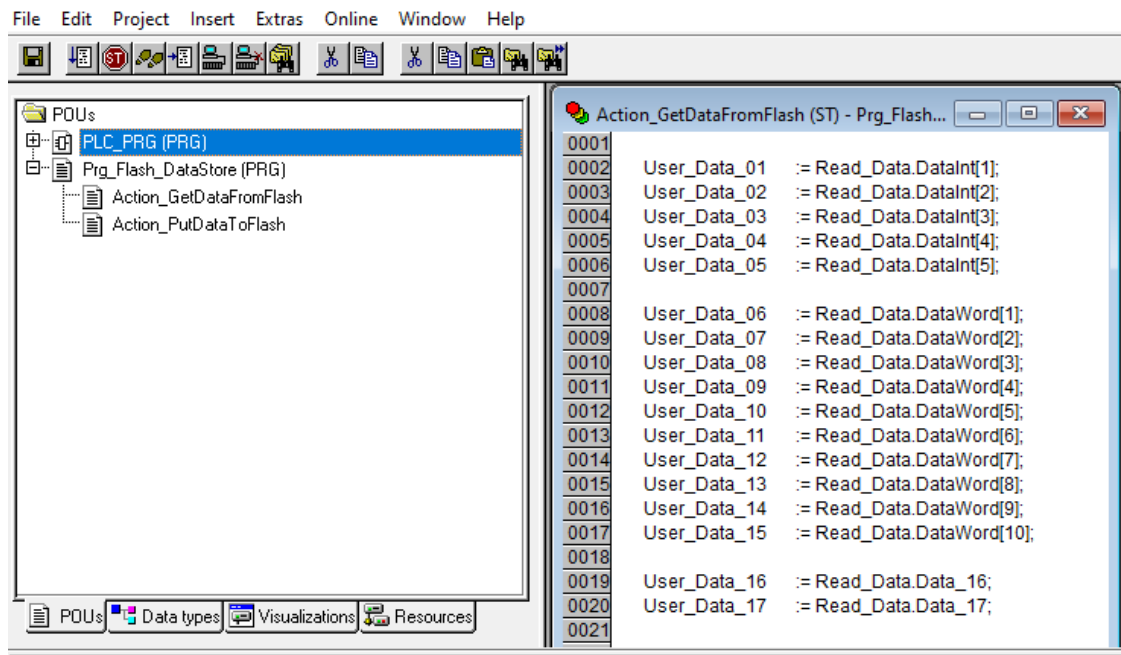 File Edit Project Insert Extras Online Window Help
POUs
PLC_PRG (PRG)
Prg_Flash_DataStore (PRG)
Action_GetDataFromFlash
Action_PutDataToFlash
POUs Data types Visualizations Resources
Action_GetDataFromFlash (ST) - Prg_Flash...
0001
0002 User_Data_01 := Read_Data.DataInt[1];
0003 User_Data_02 := Read_Data.DataInt[2];
0004 User_Data_03 := Read_Data.DataInt[3];
0005 User_Data_04 := Read_Data.DataInt[4];
0006 User_Data_05 := Read_Data.DataInt[5];
0007
0008 User_Data_06 := Read_Data.DataWord[1];
0009 User_Data_07 := Read_Data.DataWord[2];
0010 User_Data_08 := Read_Data.DataWord[3];
0011 User_Data_09 := Read_Data.DataWord[4];
0012 User_Data_10 := Read_Data.DataWord[5];
0013 User_Data_11 := Read_Data.DataWord[6];
0014 User_Data_12 := Read_Data.DataWord[7];
0015 User_Data_13 := Read_Data.DataWord[8];
0016 User_Data_14 := Read_Data.DataWord[9];
0017 User_Data_15 := Read_Data.DataWord[10];
0018
0019 User_Data_16 := Read_Data.Data_16;
0020 User_Data_17 := Read_Data.Data_17;
0021